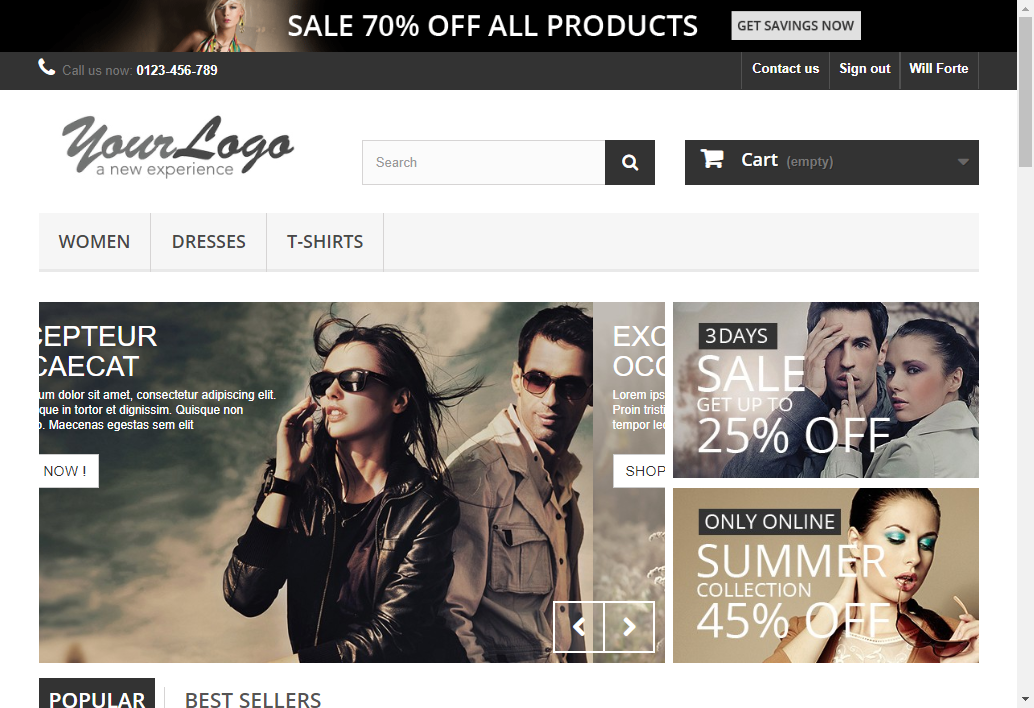 SALE 70% OFF ALL PRODUCTS
GET SAVINGS NOW
Call us now: 0123-456-789
Contact us
Sign out
Will Forte
YourLogo
a new experience
Search
Cart (empty)
WOMEN
DRESSES
T-SHIRTS
CEPTEUR
CAECAT
um dolor sit amet, consectetur adipiscing elit.
que in tortor et dignissim. Quisque non
. Maecenas egestas sem elit
NOW !
EXC
OCC
Lorem ips
Proin tristi
tempor lec
SHOP
3 DAYS
SALE
GET UP TO
25% OFF
ONLY ONLINE
SUMMER
COLLECTION
45% OFF
POPULAR
BEST SELLERS